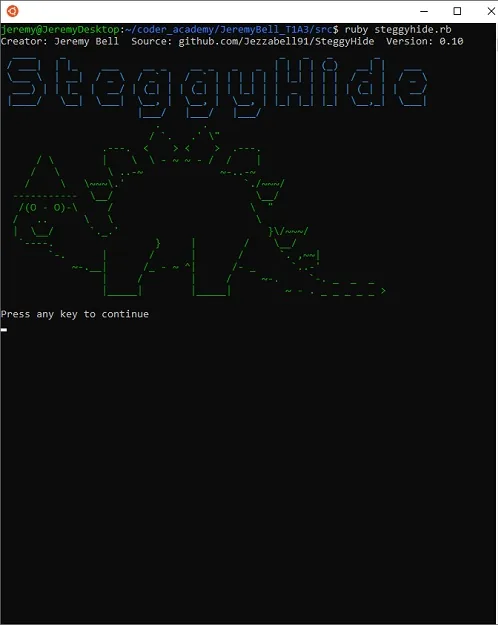 jeremy@JeremyDesktop:~/coder_academy/JeremyBell_T1A3/src$ ruby steggyhide.rb
Creator: Jeremy Bell  Source: github.com/Jezzabell91/SteggyHide  Version: 0.10
SteggyHide
Press any key to continue